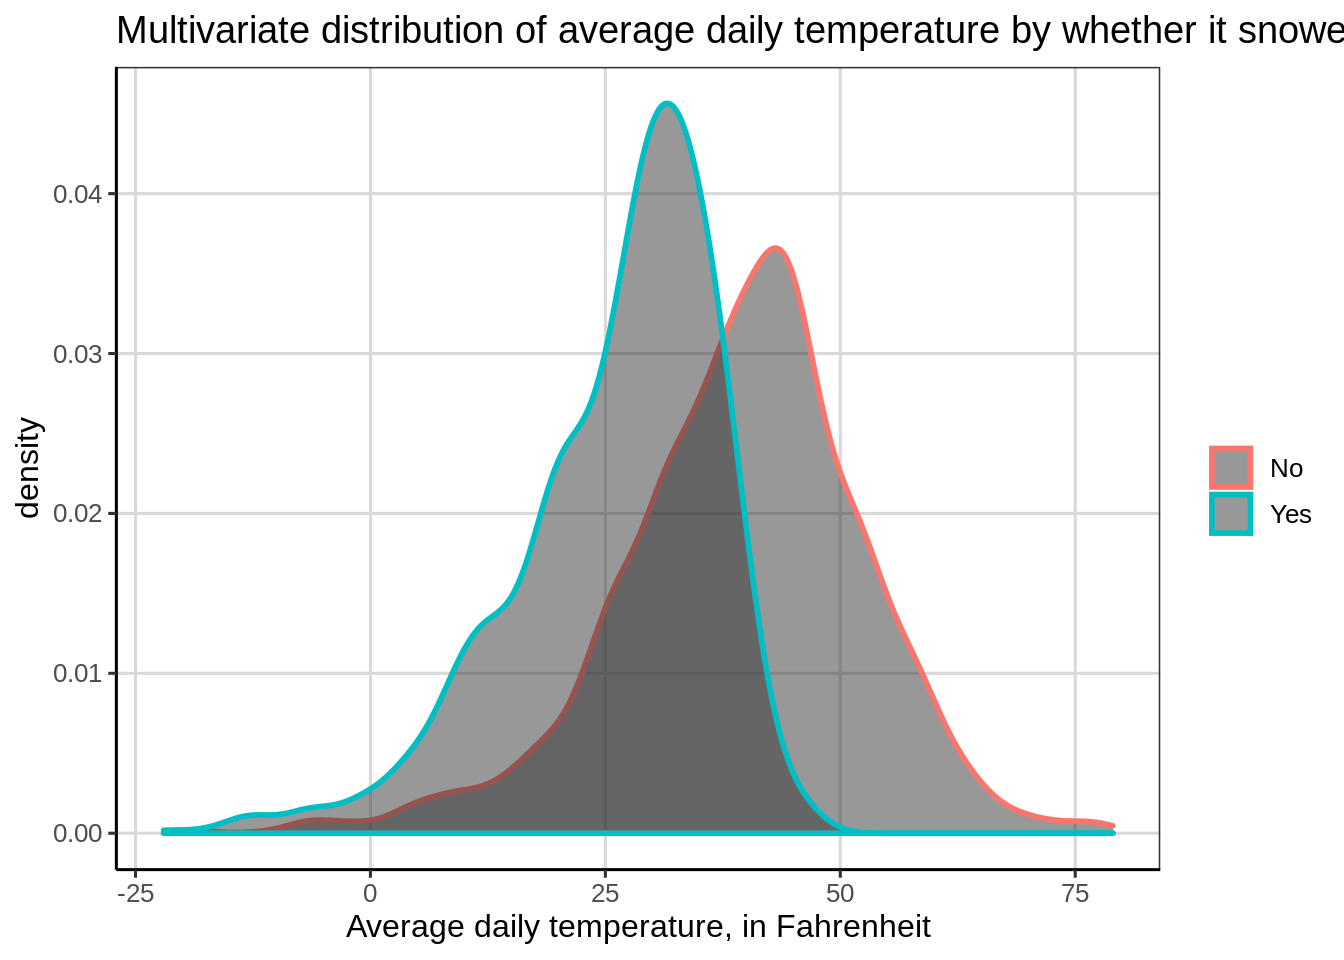 Multivariate distribution of average daily temperature by whether it snowe
0.04
0.03
0.02
0.01
0.00
density
-25 0 25 50 75
Average daily temperature, in Fahrenheit
No
Yes